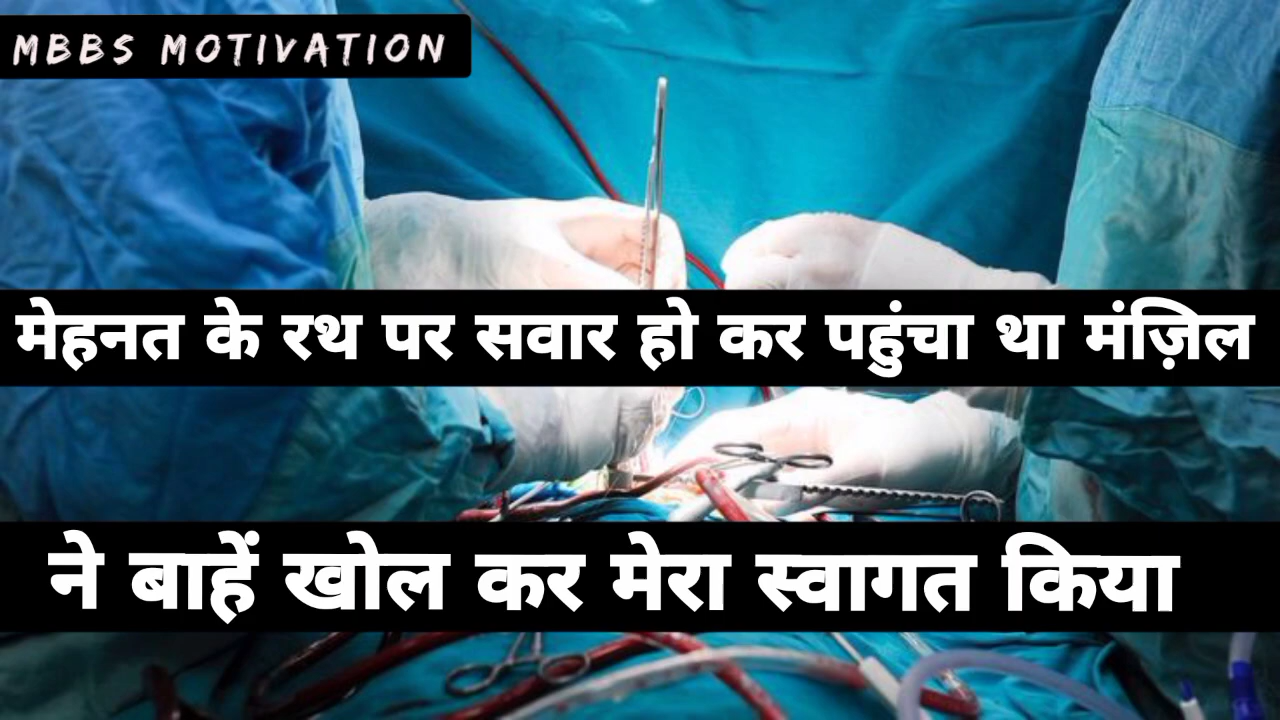 MBBS MOTIVATION
मेहनत के रथ पर सवार हो कर पहुंचा था मंज़िल
ने बाहें खोल कर मेरा स्वागत किया